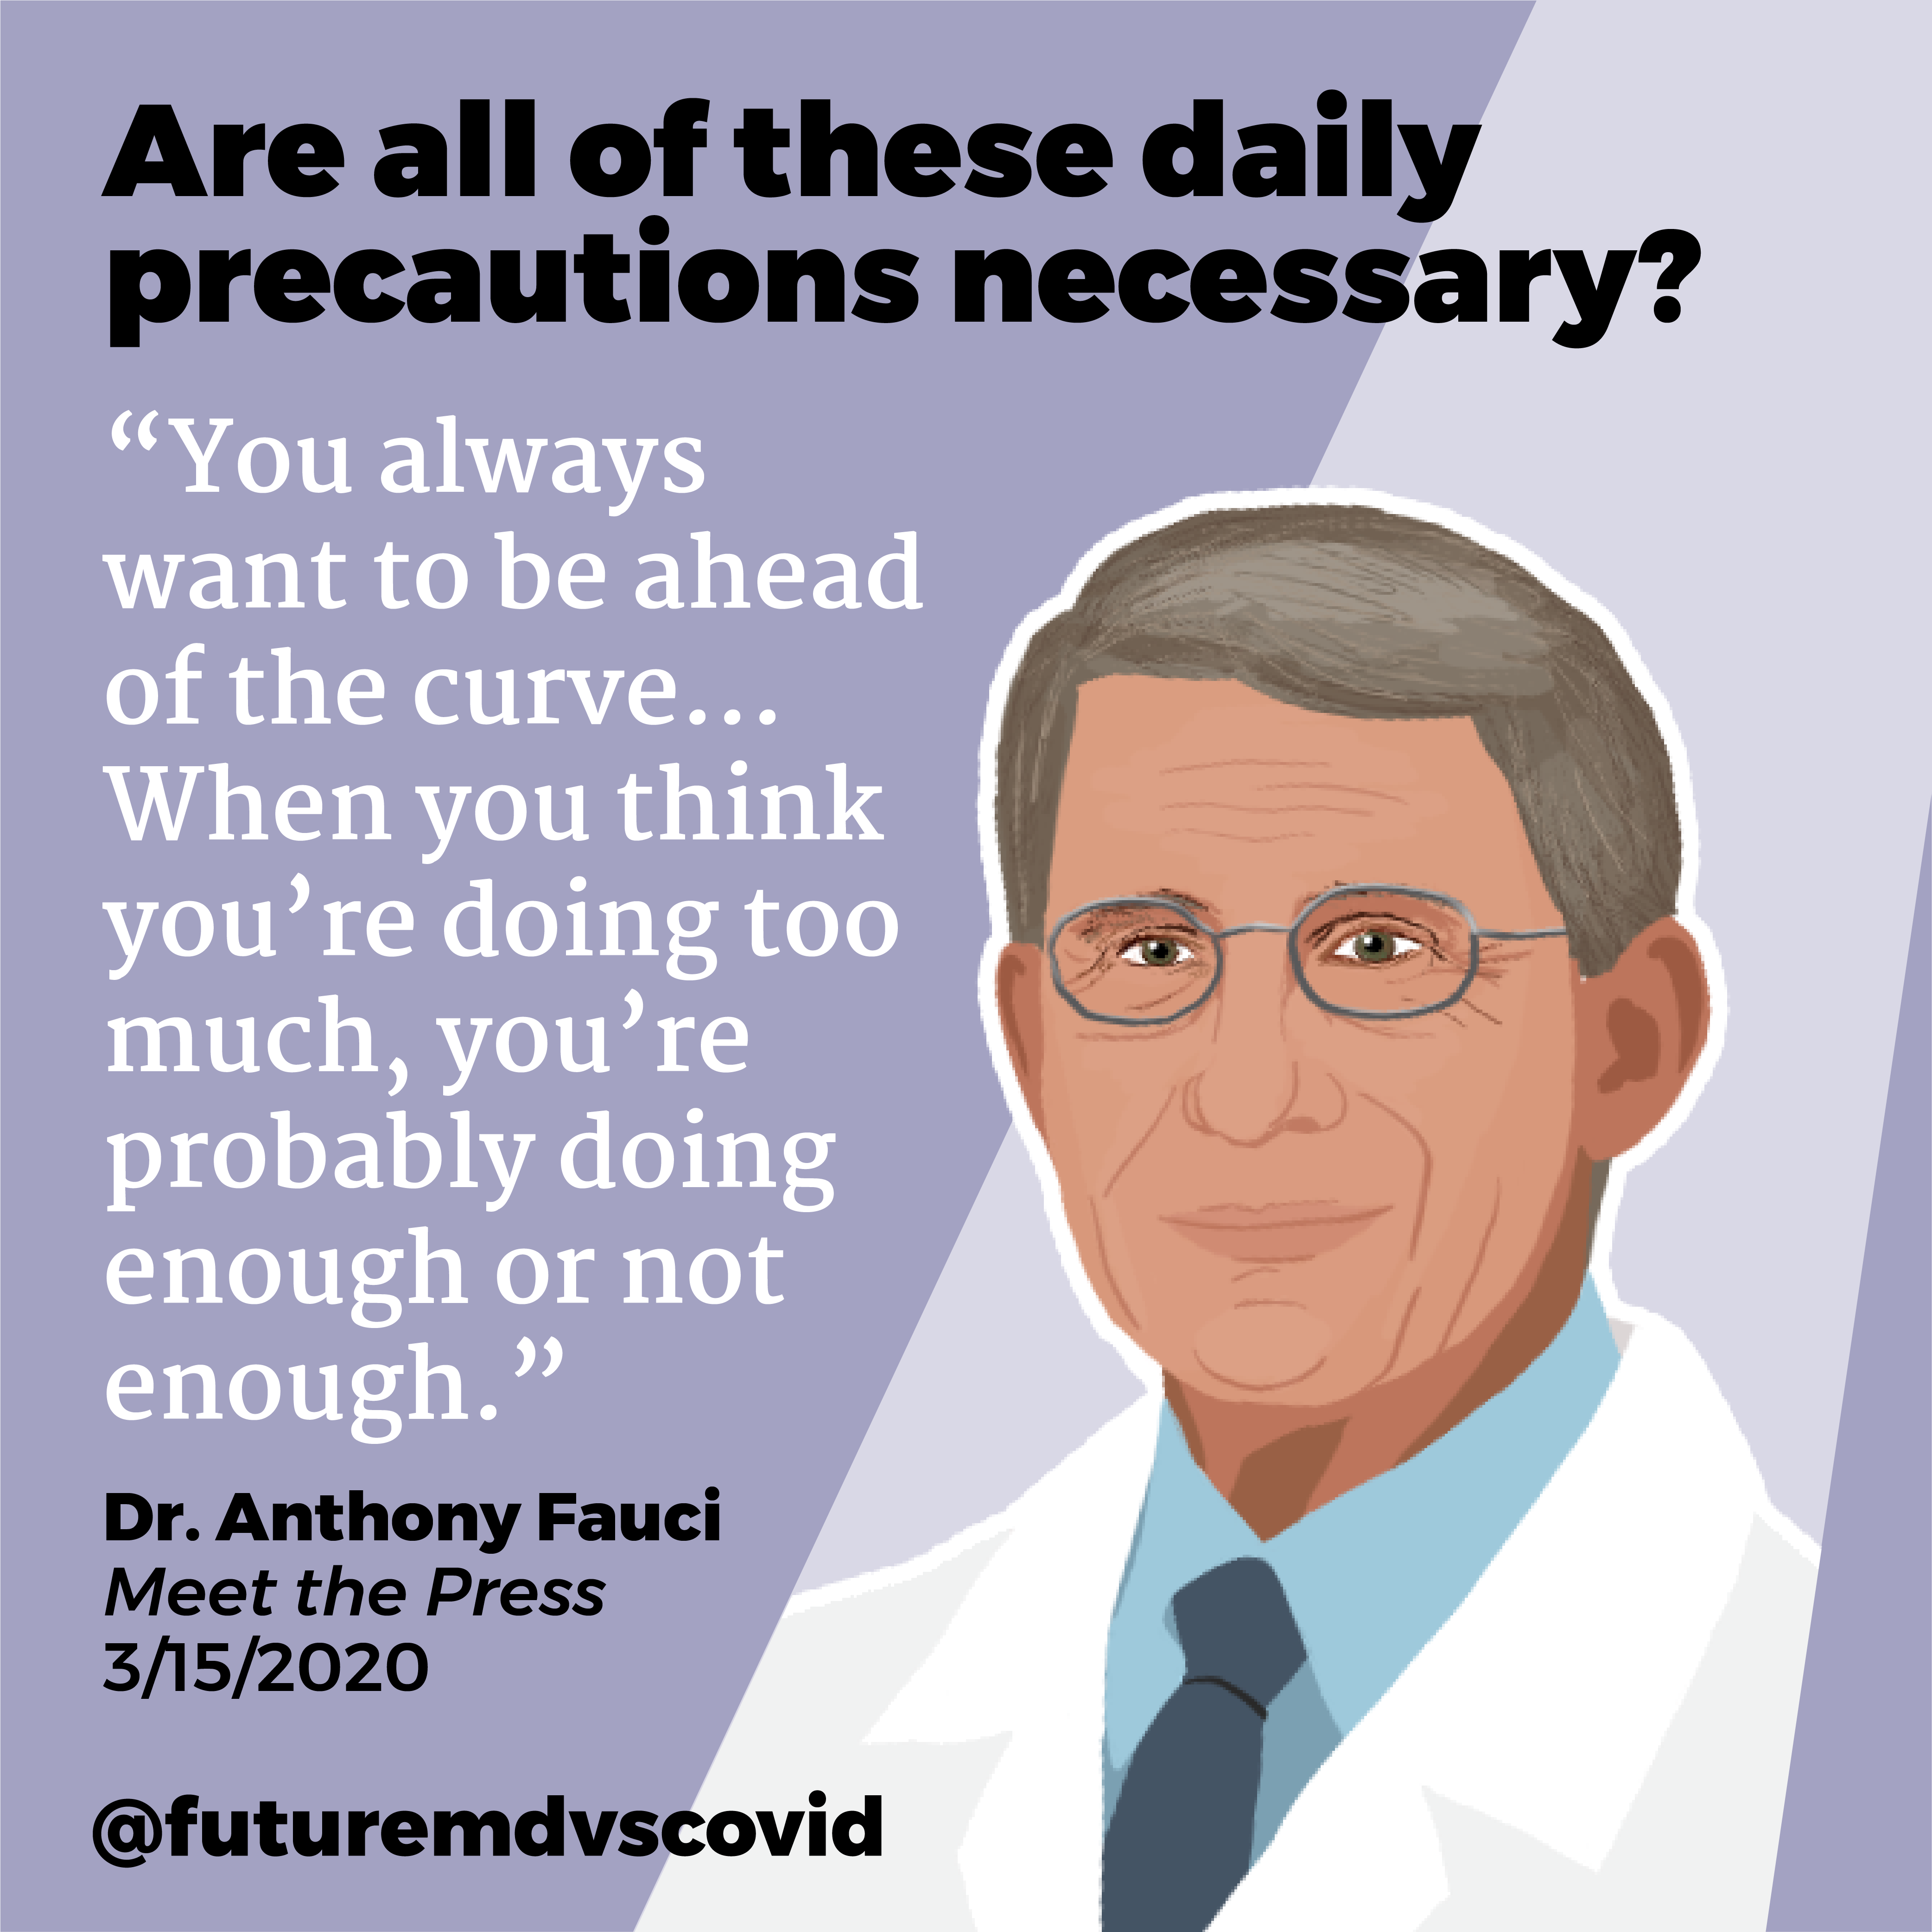 Are all of these daily
precautions necessary?
“You always
want to be ahead
of the curve...
When you think
you’re doing too
much, you’re
probably doing
enough or not
enough.”
Dr. Anthony Fauci
Meet the Press
3/15/2020
@futuremdvscovid